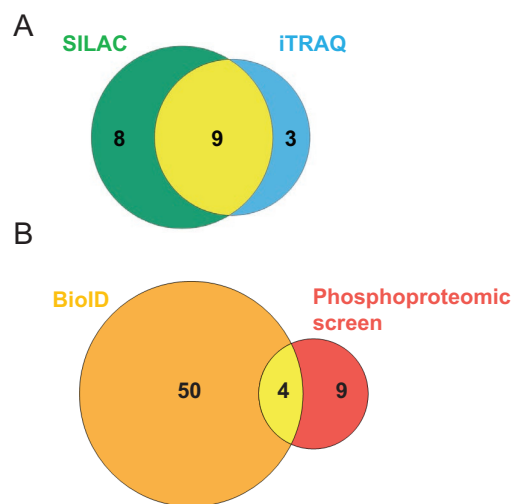 A
SILAC
iTRAQ
8
9
3
B
BioID
Phosphoproteomic
screen
50
4
9